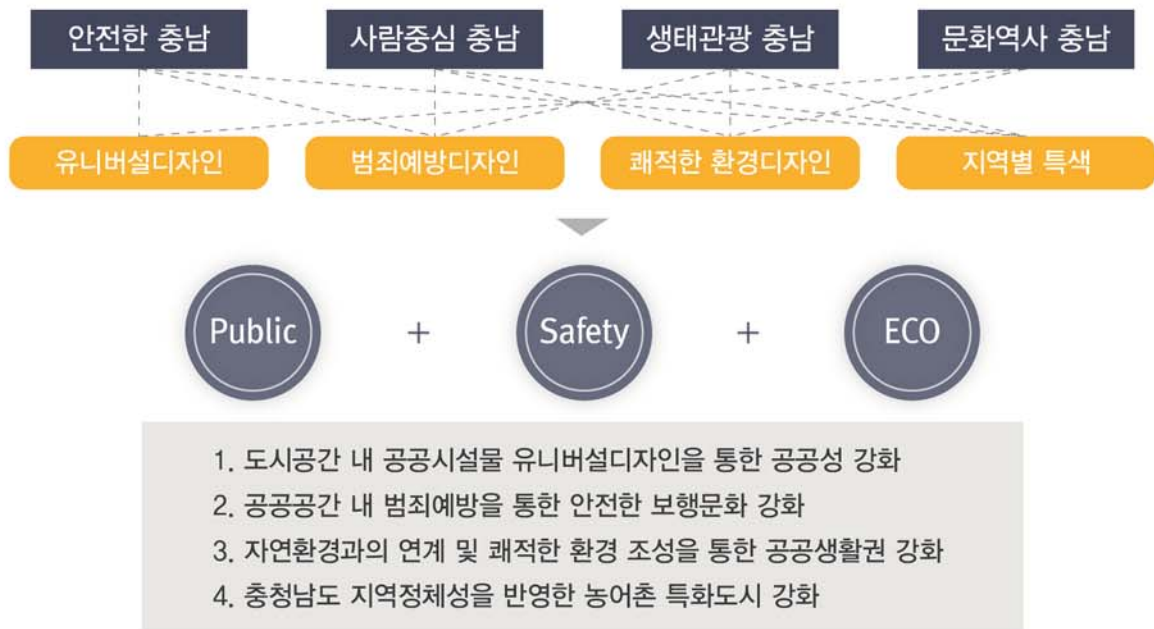 안전한 충남
사람중심 충남
생태관광 충남
문화역사 충남
유니버설디자인
범죄예방디자인
쾌적한 환경디자인
지역별 특색
Public
+
Safety
+
ECO
1. 도시공간 내 공공시설물 유니버설디자인을 통한 공공성 강화
2. 공공공간 내 범죄예방을 통한 안전한 보행문화 강화
3. 자연환경과의 연계 및 쾌적한 환경 조성을 통한 공공생활권 강화
4. 충청남도 지역정체성을 반영한 농어촌 특화도시 강화